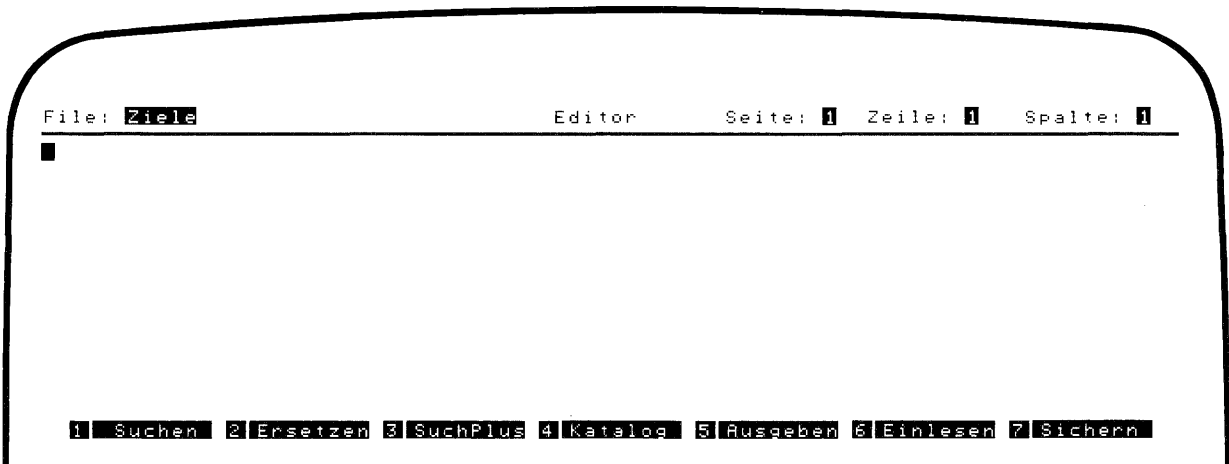 File: Ziele Editor Seite: 1 Zeile: 1 Spalte: 1
1 Suchen 2 Ersetzen 3 SuchPlus 4 Katalog 5 Ausgeben 6 Einlesen 7 Sichern